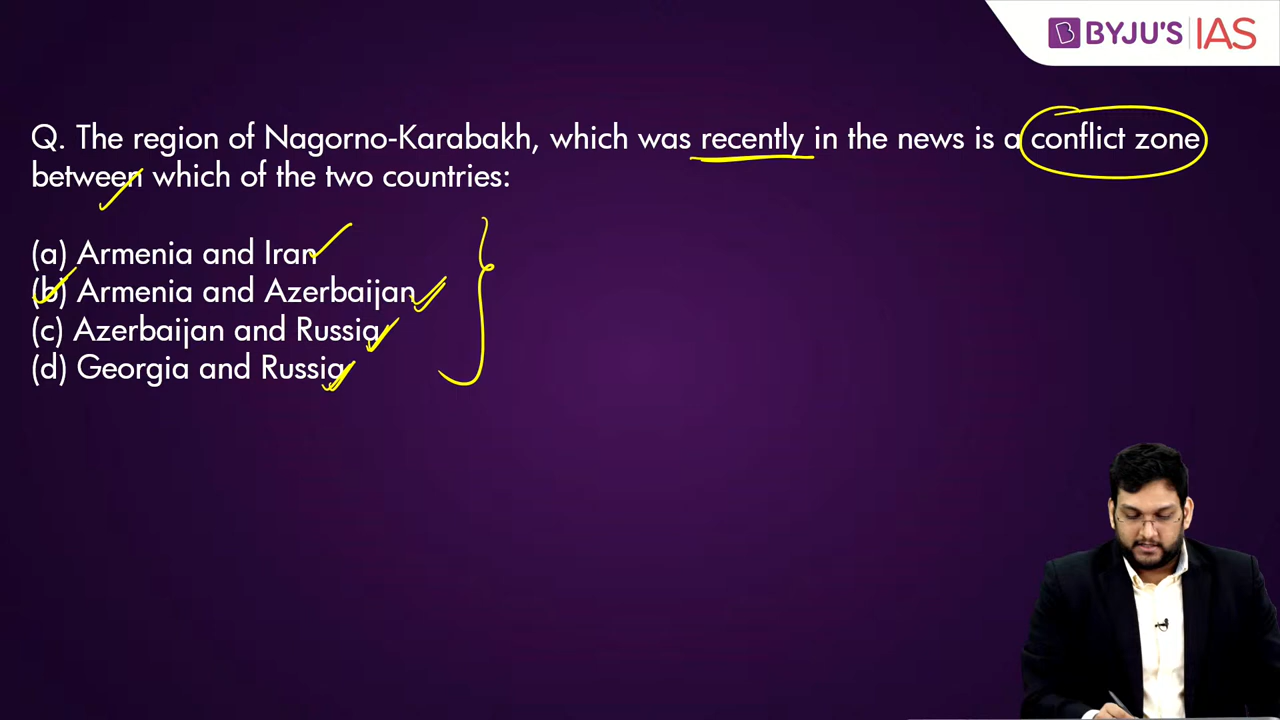 BYJU'S IAS
Q. The region of Nagorno-Karabakh, which was recently in the news is a conflict zone
between which of the two countries:
(a) Armenia and Iran
(b) Armenia and Azerbaijan
(c) Azerbaijan and Russia
(d) Georgia and Russia